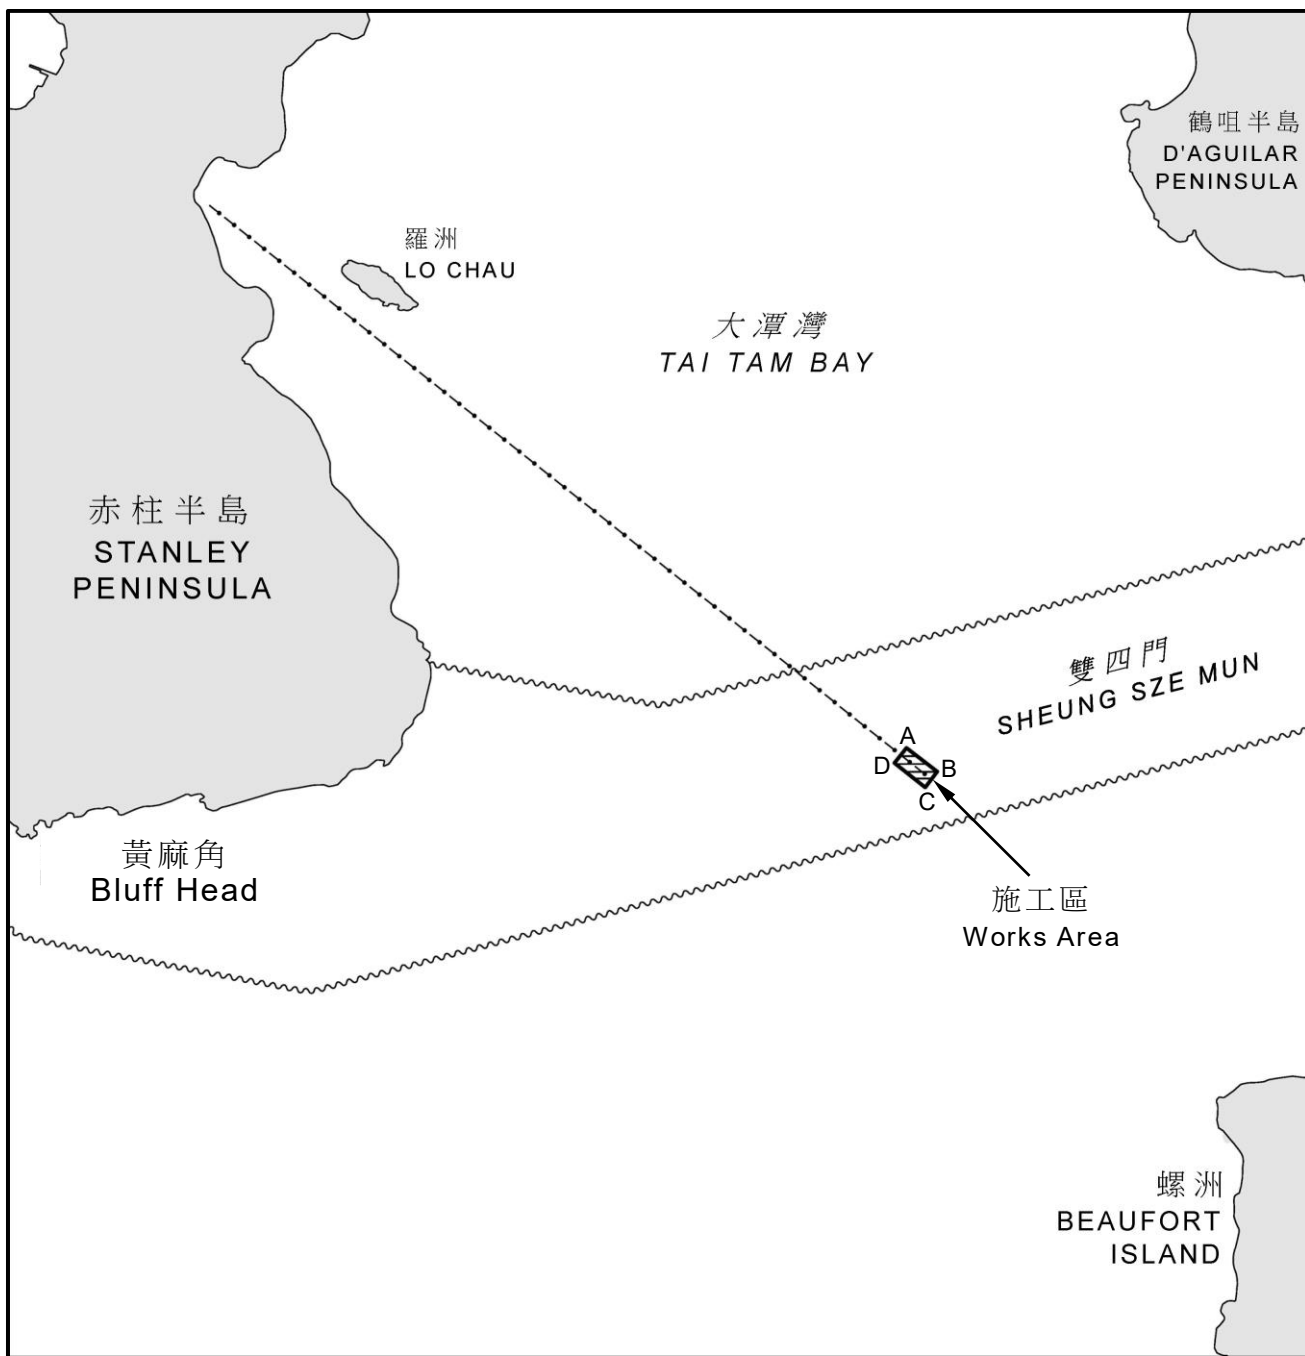 鶴咀半島
D'AGUILAR
PENINSULA
羅洲
LO CHAU
大潭灣
TAI TAM BAY
赤柱半島
STANLEY
PENINSULA
雙四門
SHEUNG SZE MUN
A
D
B
C
黃麻角
Bluff Head
施工區
Works Area
螺洲
BEAUFORT
ISLAND